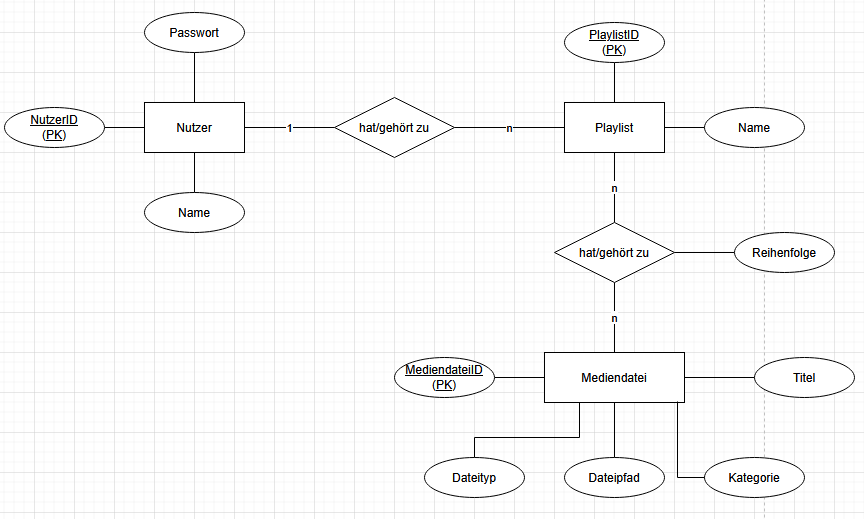 Passwort
PlaylistID
(PK)
NutzerID
(PK)
Nutzer
1
hat/gehört zu
n
Playlist
Name
Name
n
hat/gehört zu
Reihenfolge
n
MediendateiID
(PK)
Mediendatei
Titel
Dateityp
Dateipfad
Kategorie